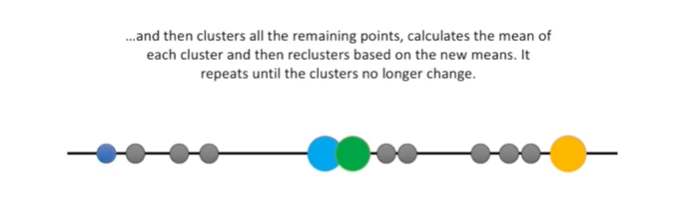 ...and then clusters all the remaining points, calculates the mean of
each cluster and then reclusters based on the new means. It
repeats until the clusters no longer change.